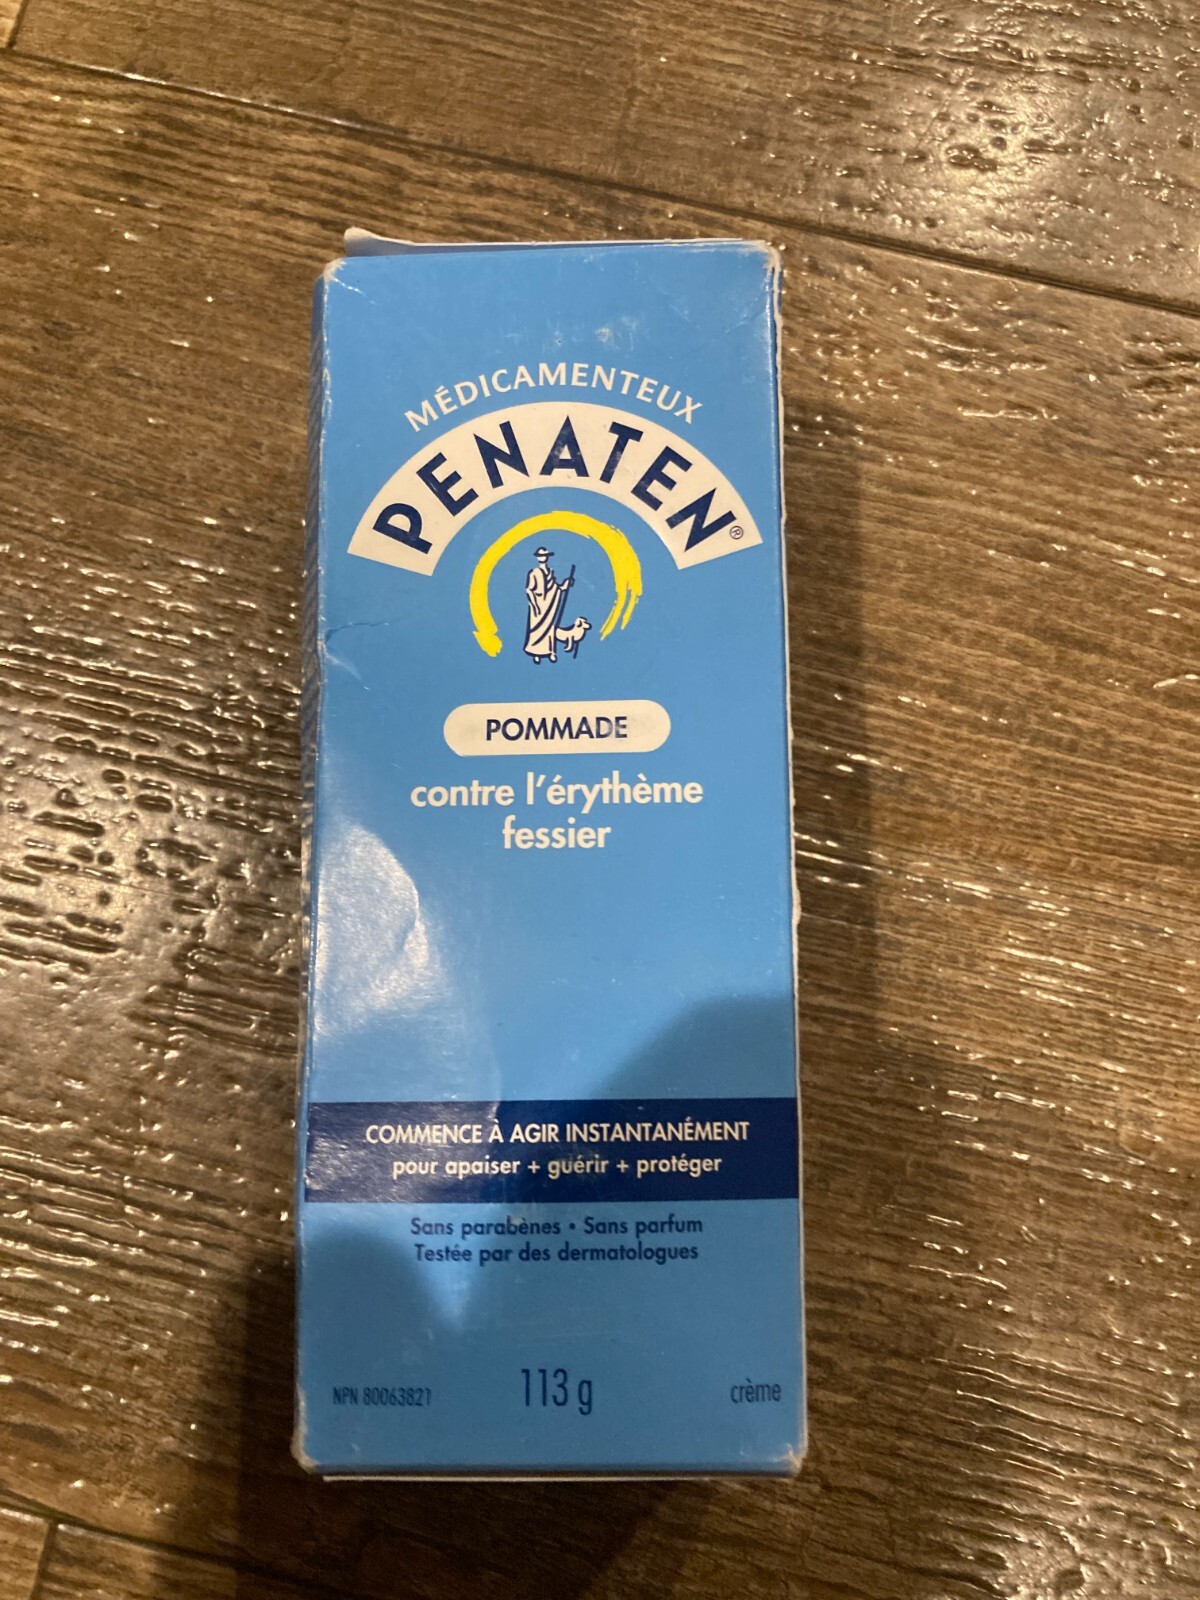 MÉDICAMENTEUX
PENATEN®
POMMADE
contre l'érythème
fessier
COMMENCE À AGIR INSTANTANÉMENT
pour apaiser + guérir + protéger
Sans parabènes • Sans parfum
Testée par des dermatologues
NPN 80063821 113 g crème